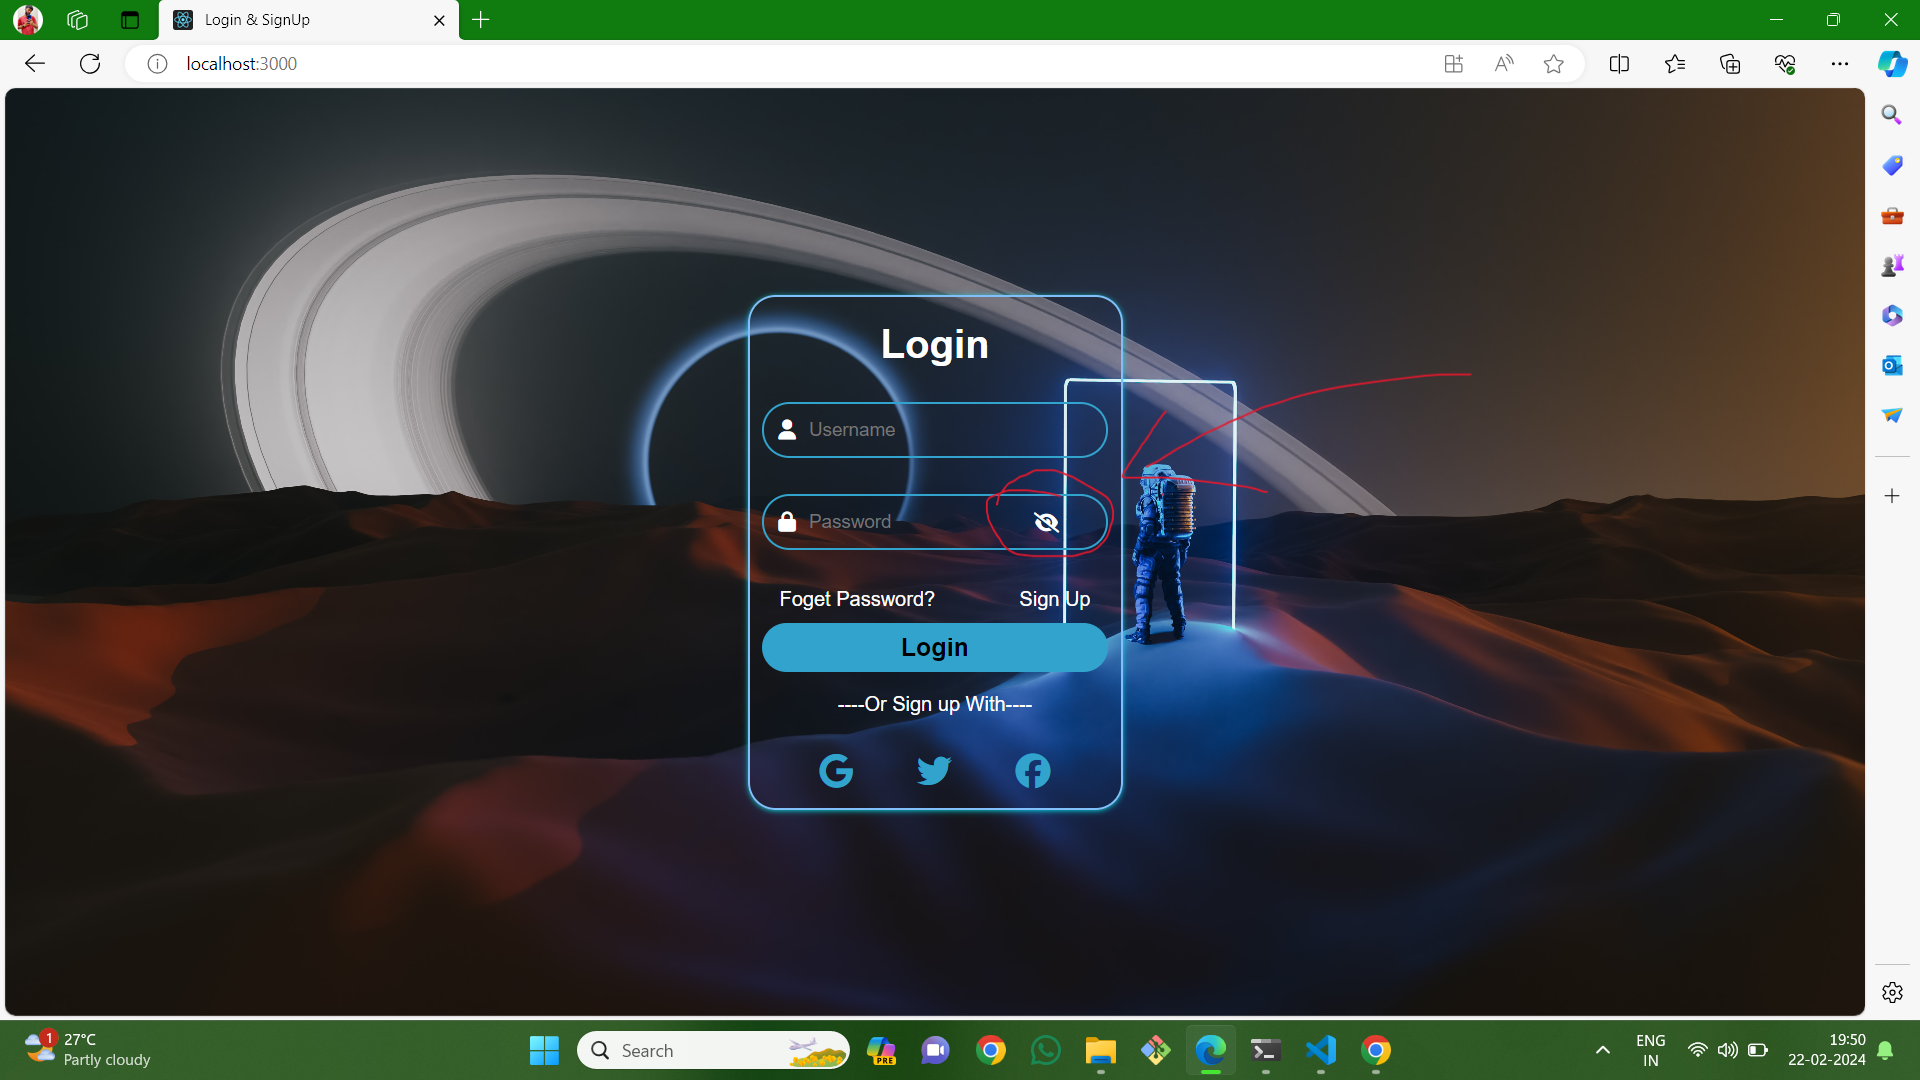 Login & SignUp
localhost:3000
Login
Username
Password
Foget Password?
Sign Up
Login
----Or Sign up With----
1
27°C
Partly cloudy
Search
PRE
ENG
IN
19:50
22-02-2024